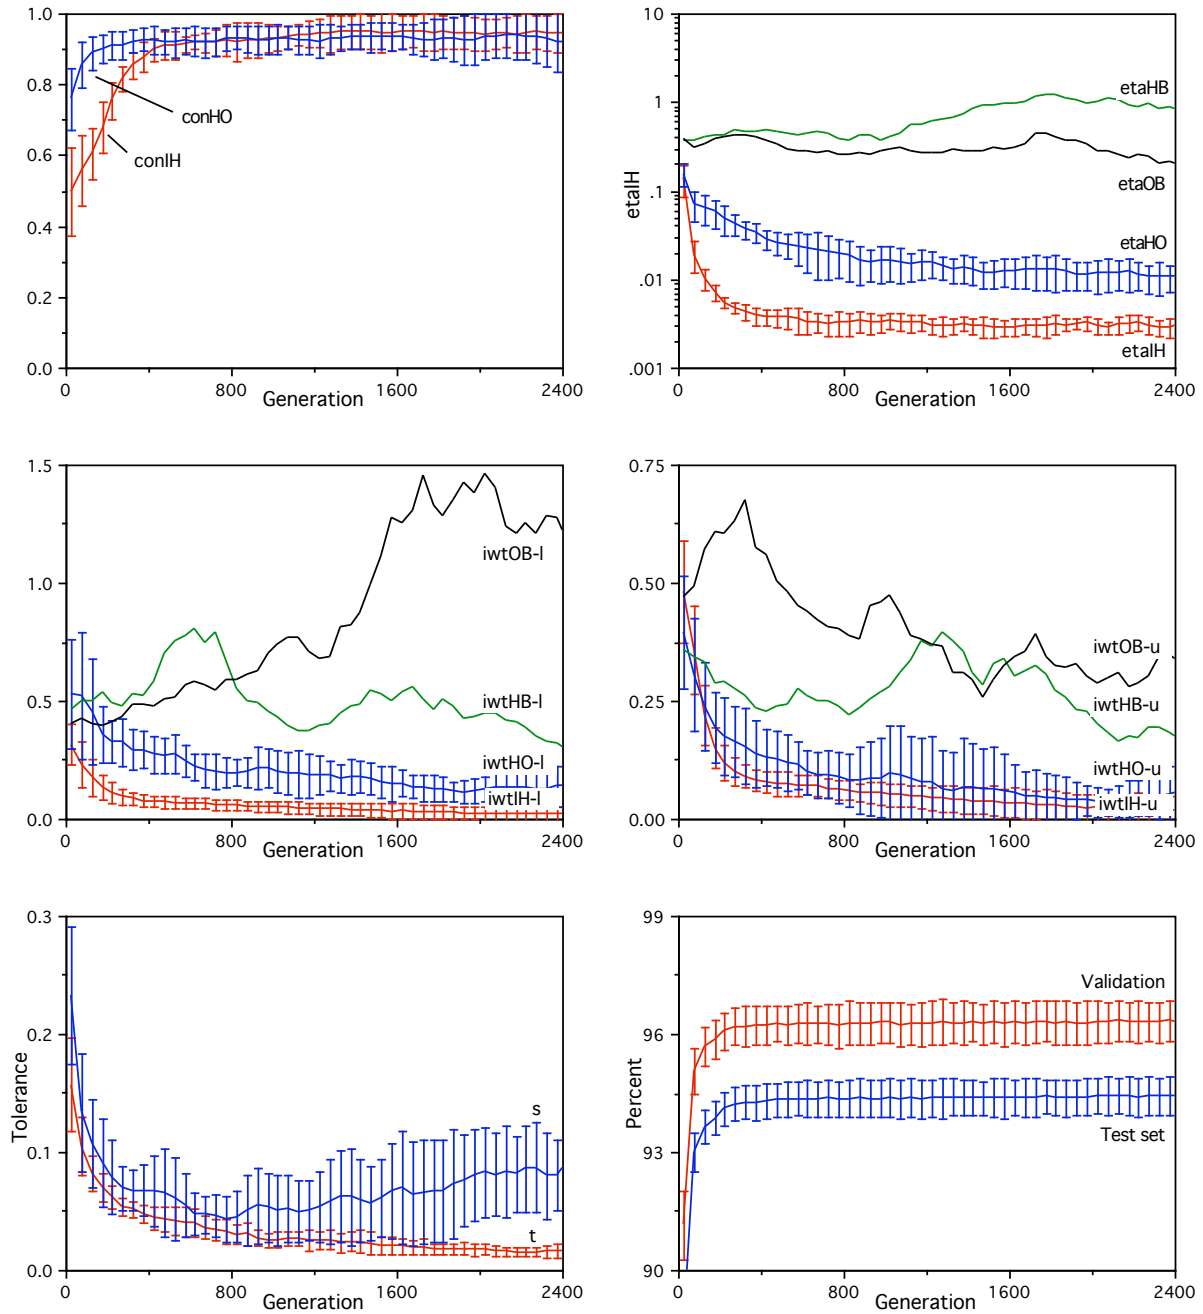 1.0
0.8
0.6
0.4
0.2
0.0
conHO
conIH
0 800 1600 2400
Generation
10
1
.1
.01
.001
etaIH
etaHB
etaOB
etaHO
etaIH
0 800 1600 2400
Generation
1.5
1.0
0.5
0.0
iwtOB-l
iwtHB-l
iwtHO-l
iwtIH-l
0 800 1600 2400
Generation
0.75
0.50
0.25
0.00
iwtOB-u
iwtHB-u
iwtHO-u
iwtIH-u
0 800 1600 2400
Generation
0.3
0.2
0.1
0.0
Tolerance
s
t
0 800 1600 2400
Generation
99
96
93
90
Percent
Validation
Test set
0 800 1600 2400
Generation